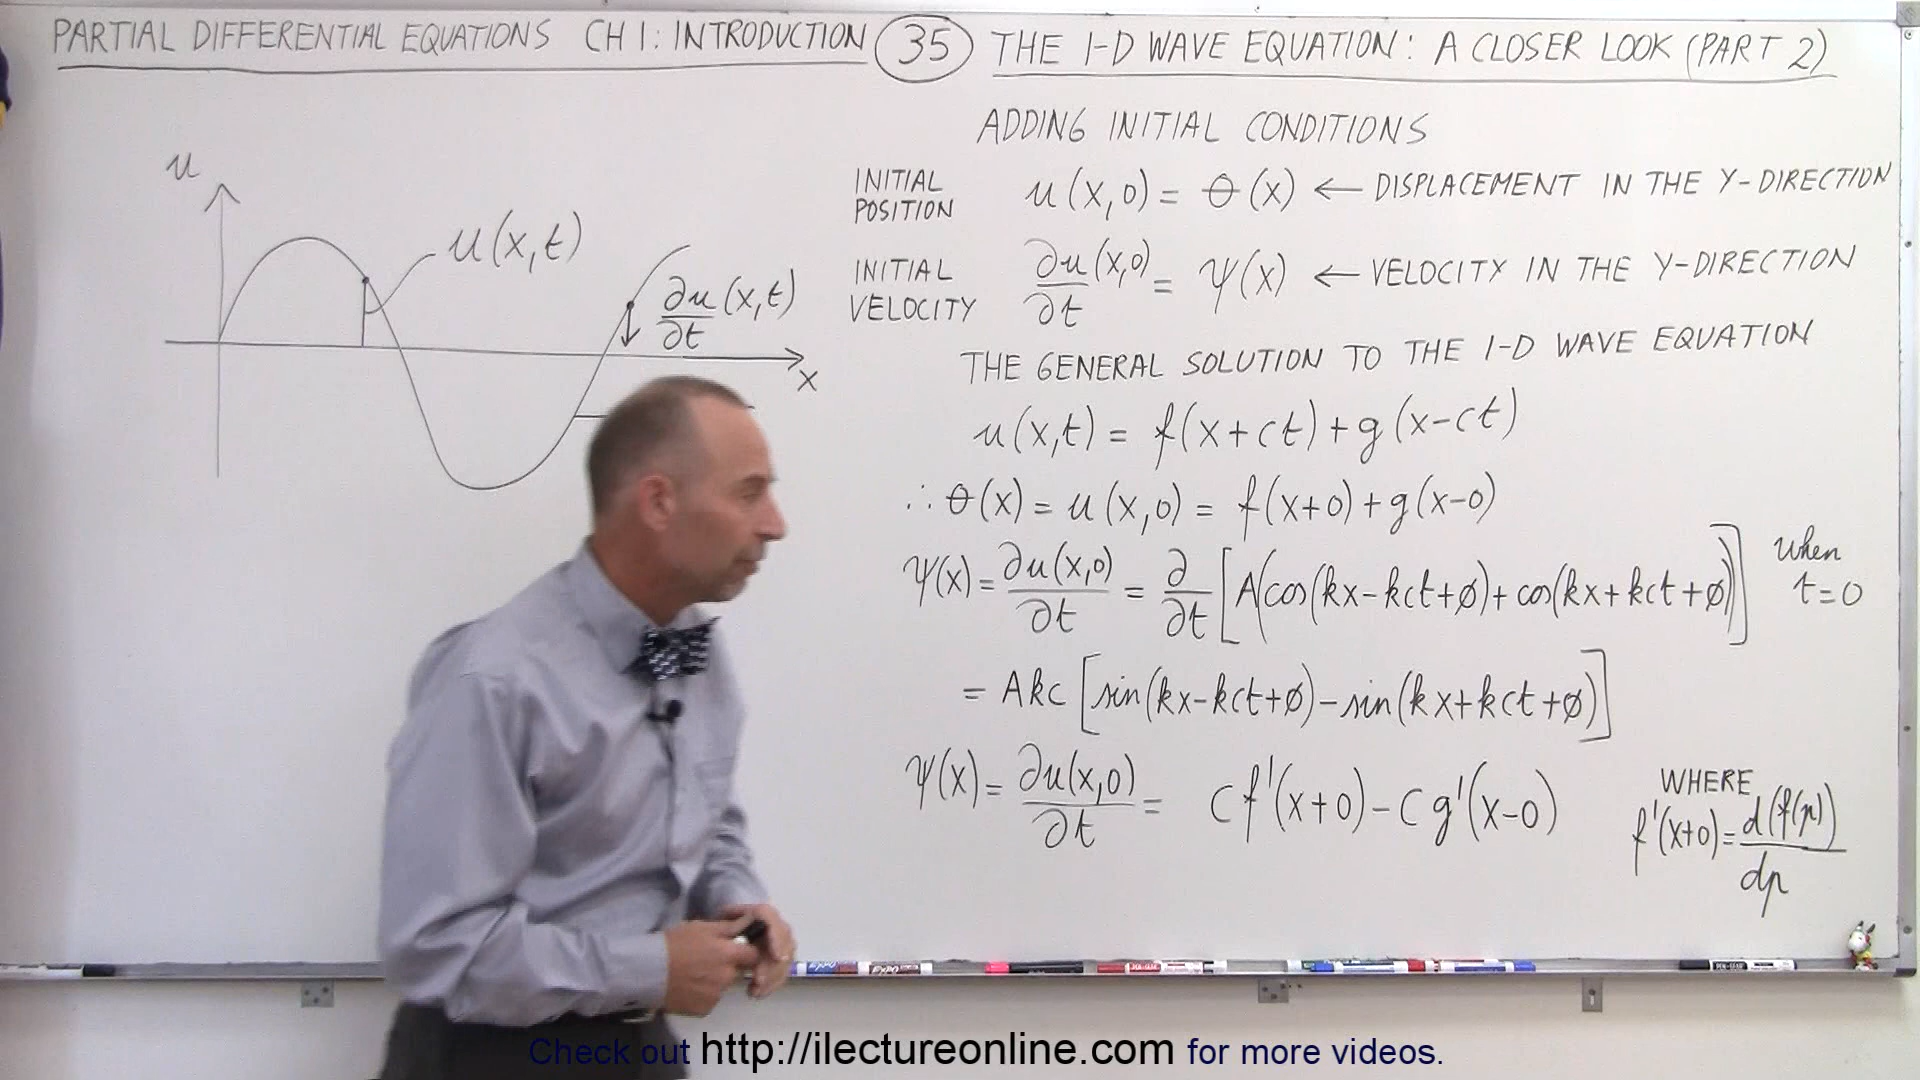 PARTIAL DIFFERENTIAL EQUATIONS CH 1: INTRODUCTION 35 THE 1-D WAVE EQUATION: A CLOSER LOOK (PART 2)
u
u(x,t)
∂u/∂t (x,t)
x
ADDING INITIAL CONDITIONS
INITIAL POSITION u(x,0) = θ(x) ← DISPLACEMENT IN THE Y-DIRECTION
INITIAL VELOCITY ∂u/∂t (x,0) = ψ(x) ← VELOCITY IN THE Y-DIRECTION
THE GENERAL SOLUTION TO THE 1-D WAVE EQUATION
u(x,t) = f(x+ct) + g(x-ct)
∴ θ(x) = u(x,0) = f(x+0) + g(x-0)
ψ(x) = ∂u(x,0)/∂t = ∂/∂t [A(cos(kx-kct+ø) + cos(kx+kct+ø))] when t=0
= Akc [sin(kx-kct+ø) - sin(kx+kct+ø)]
ψ(x) = ∂u(x,0)/∂t = cf'(x+0) - cg'(x-0)
WHERE
f'(x+0) = d(f(p))/dp
Check out http://ilectureonline.com for more videos.